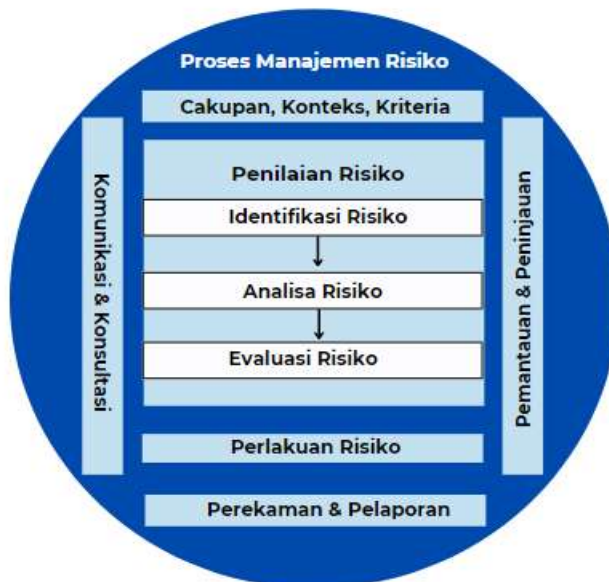 Proses Manajemen Risiko
Cakupan, Konteks, Kriteria
Komunikasi & Konsultasi
Penilaian Risiko
Identifikasi Risiko
Analisa Risiko
Evaluasi Risiko
Pemantauan & Peninjauan
Perlakuan Risiko
Perekaman & Pelaporan